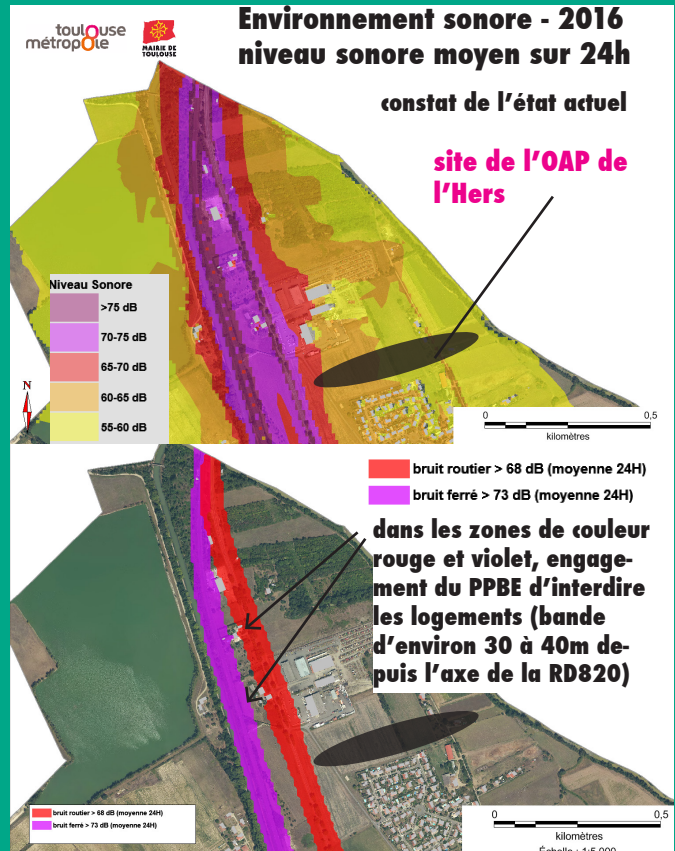 toulouse
métropole
MAIRIE DE
TOULOUSE
Environnement sonore - 2016
niveau sonore moyen sur 24h
constat de l'état actuel
site de l'OAP de
l'Hers
Niveau Sonore
>75 dB
70-75 dB
65-70 dB
60-65 dB
55-60 dB
N
0 0,5
kilomètres
bruit routier > 68 dB (moyenne 24H)
bruit ferré > 73 dB (moyenne 24H)
dans les zones de couleur
rouge et violet, engage-
ment du PPBE d'interdire
les logements (bande
d'environ 30 à 40m de-
puis l'axe de la RD820)
bruit routier > 68 dB (moyenne 24H)
bruit ferré > 73 dB (moyenne 24H)
0 0,5
kilomètres
Échelle : 1:5 000